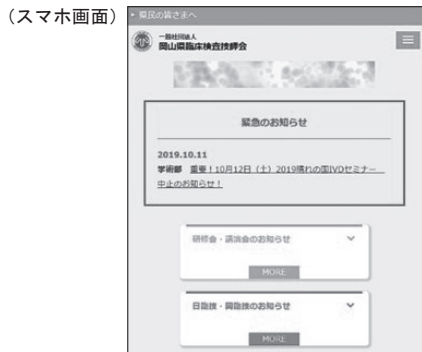 (スマホ画面)
県民の皆さまへ
一般社団法人
岡山県臨床検査技師会
緊急のお知らせ
2019.10.11
学術部 重要！10月12日（土）2019晴れの国IVDセミナー
中止のお知らせ！
研修会・講演会のお知らせ
MORE
日臨技・岡臨技のお知らせ
MORE